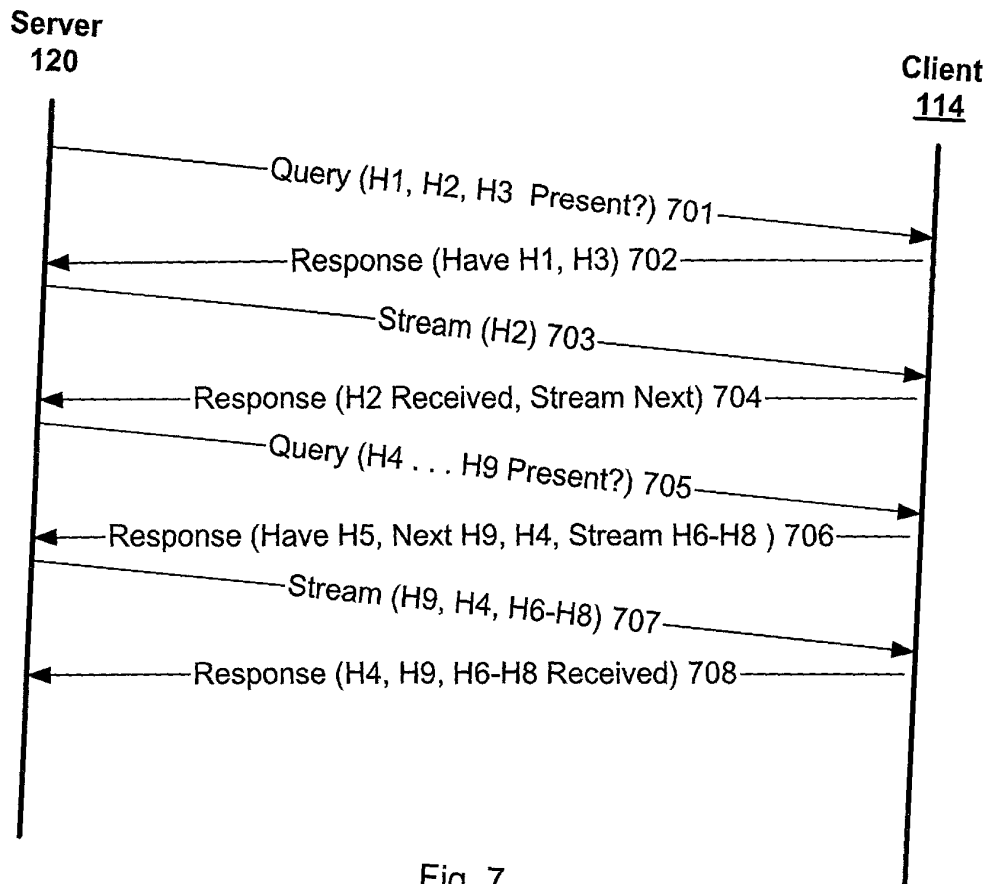 Server
120
Client
114
Query (H1, H2, H3 Present?) 701
Response (Have H1, H3) 702
Stream (H2) 703
Response (H2 Received, Stream Next) 704
Query (H4 . . . H9 Present?) 705
Response (Have H5, Next H9, H4, Stream H6-H8 ) 706
Stream (H9, H4, H6-H8) 707
Response (H4, H9, H6-H8 Received) 708
Fig. 7